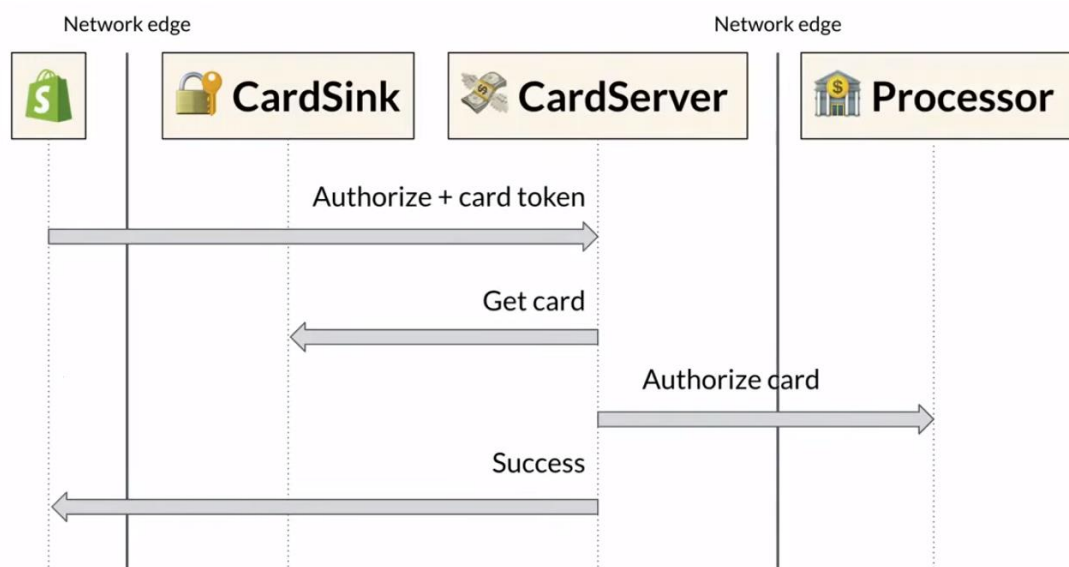 Network edge
Network edge
CardSink
CardServer
Processor
Authorize + card token
Get card
Authorize card
Success